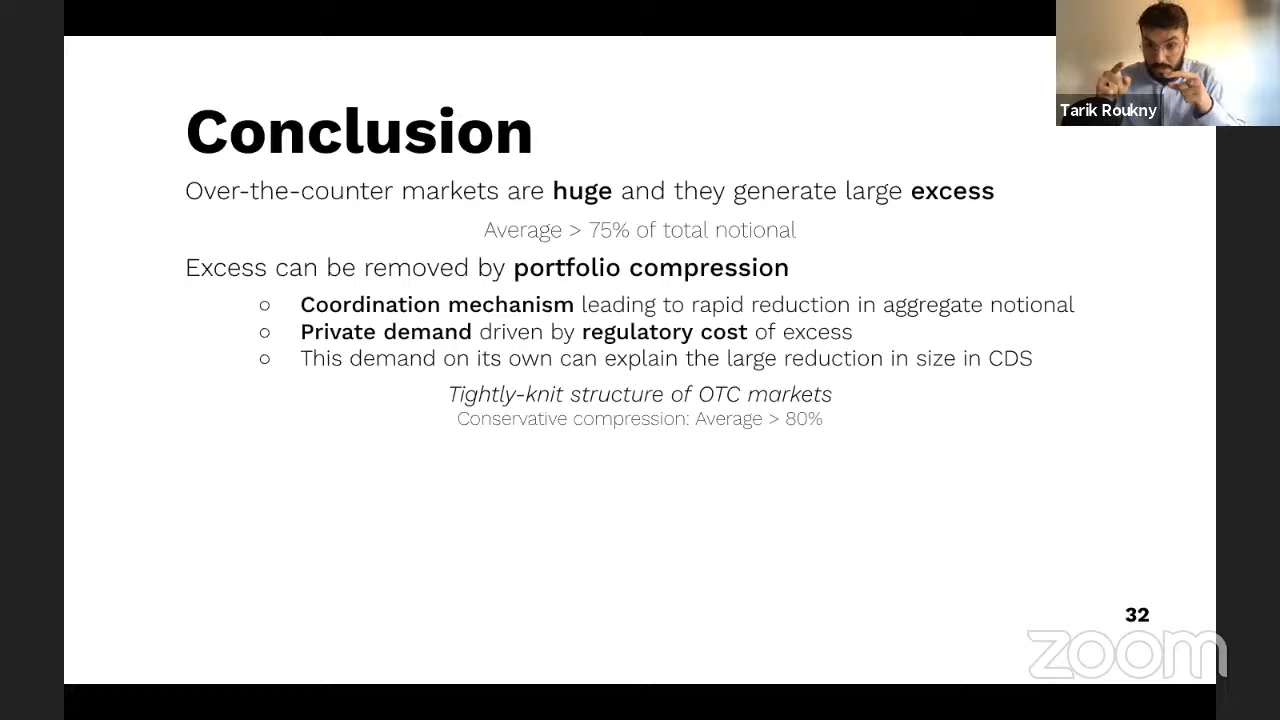 Tarik Roukny
Conclusion
Over-the-counter markets are huge and they generate large excess
Average > 75% of total notional
Excess can be removed by portfolio compression
○ Coordination mechanism leading to rapid reduction in aggregate notional
○ Private demand driven by regulatory cost of excess
○ This demand on its own can explain the large reduction in size in CDS
Tightly-knit structure of OTC markets
Conservative compression: Average > 80%
32
zoom